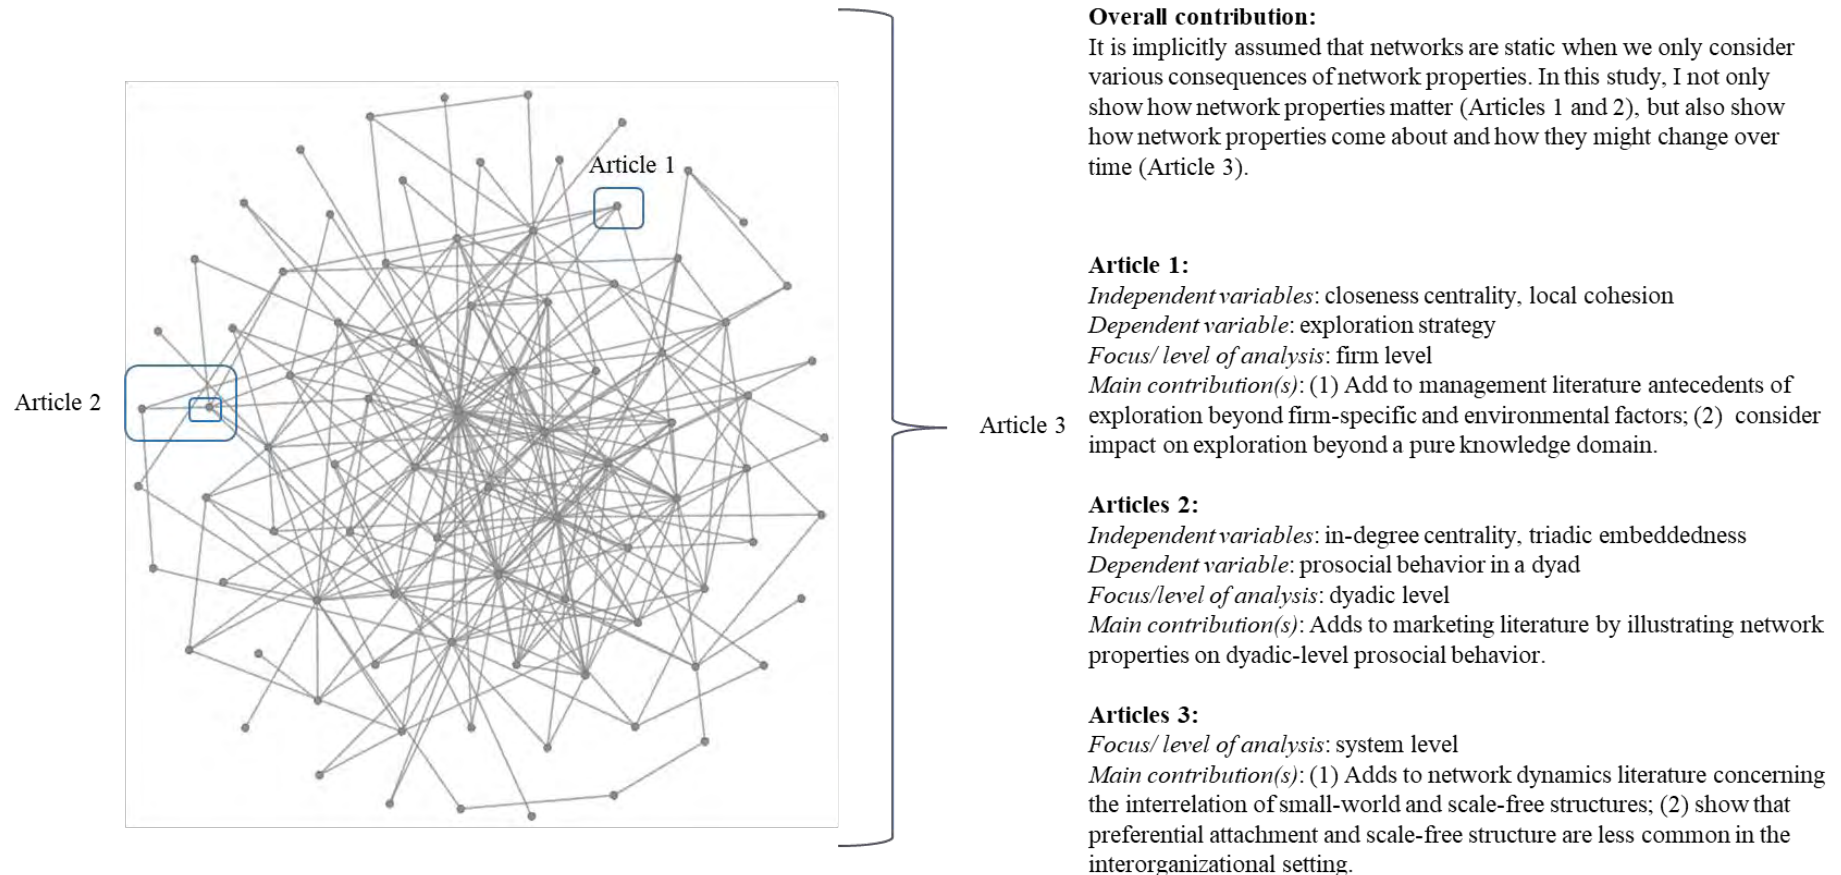 Overall contribution:
It is implicitly assumed that networks are static when we only consider
various consequences of network properties. In this study, I not only
show how network properties matter (Articles 1 and 2), but also show
how network properties come about and how they might change over
time (Article 3).
Article 1
Article 2
Article 3
Article 1:
Independent variables: closeness centrality, local cohesion
Dependent variable: exploration strategy
Focus/ level of analysis: firm level
Main contribution(s): (1) Add to management literature antecedents of
exploration beyond firm-specific and environmental factors; (2) consider
impact on exploration beyond a pure knowledge domain.
Articles 2:
Independent variables: in-degree centrality, triadic embeddedness
Dependent variable: prosocial behavior in a dyad
Focus/level of analysis: dyadic level
Main contribution(s): Adds to marketing literature by illustrating network
properties on dyadic-level prosocial behavior.
Articles 3:
Focus/ level of analysis: system level
Main contribution(s): (1) Adds to network dynamics literature concerning
the interrelation of small-world and scale-free structures; (2) show that
preferential attachment and scale-free structure are less common in the
interorganizational setting.